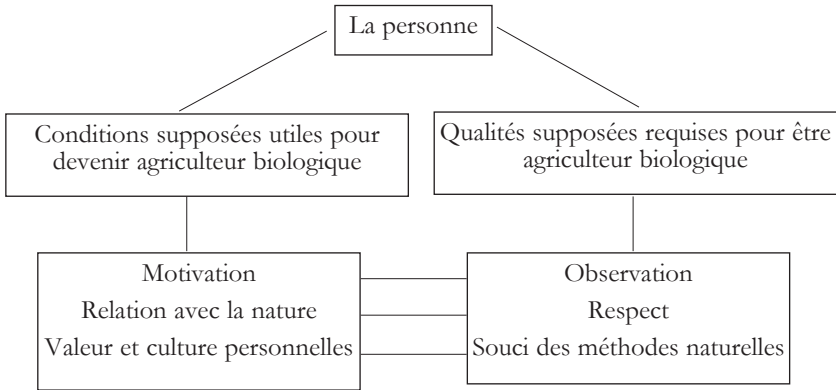 La personne
Conditions supposées utiles pour
devenir agriculteur biologique
Qualités supposées requises pour être
agriculteur biologique
Motivation
Relation avec la nature
Valeur et culture personnelles
Observation
Respect
Souci des méthodes naturelles